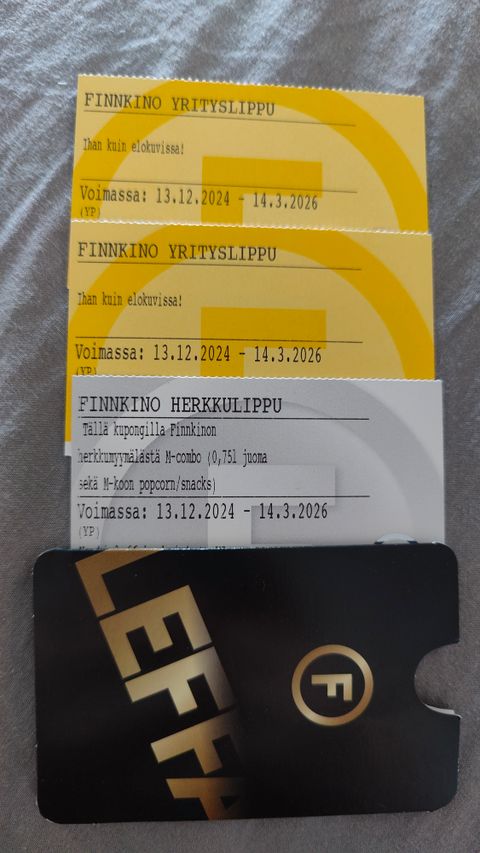 FINNKINO YRITYSLIPPU
Ihan kuin elokuvissa!
Voimassa: 13.12.2024 - 14.3.2026
(YP)
FINNKINO YRITYSLIPPU
Ihan kuin elokuvissa!
Voimassa: 13.12.2024 - 14.3.2026
(YP)
FINNKINO HERKKULIPPU
Tällä kupongilla Finnkinon
herkkumyymälästä M-combo (0,75l juoma
sekä M-koon popcorn/snacks)
Voimassa: 13.12.2024 - 14.3.2026
(YP)
LEFFA
F